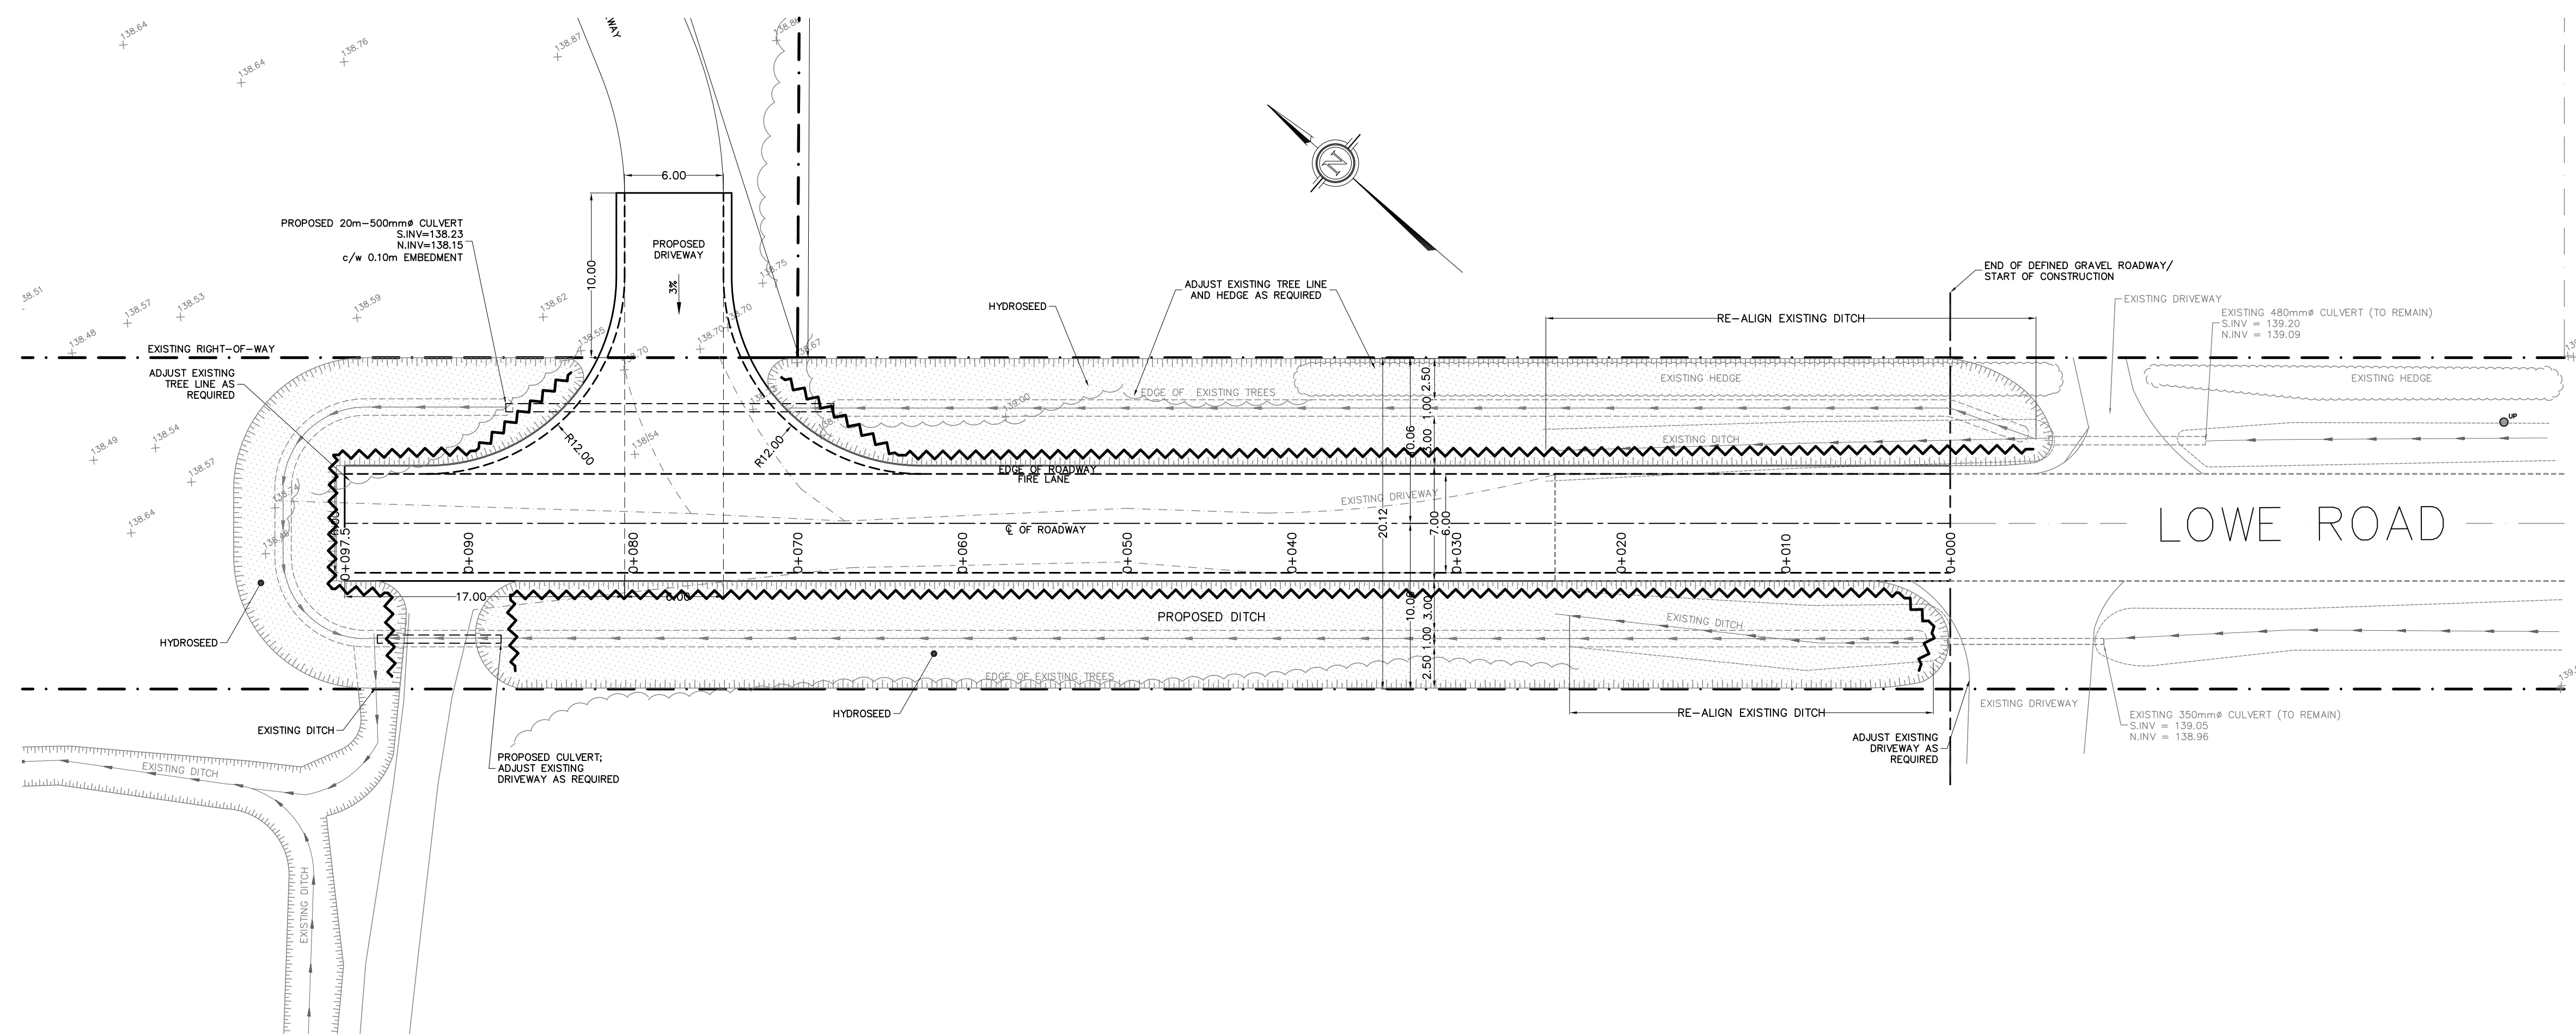 138.64
138.64
138.76
138.87
WAY
6.00
PROPOSED 20m-500mmø CULVERT
S.INV=138.23
N.INV=138.15
c/w 0.10m EMBEDMENT
10.00
PROPOSED
DRIVEWAY
3%
138.75
138.57
138.53
138.48
138.59
138.62
138.55
138.70
138.70
138.70
138.67
N
HYDROSEED
ADJUST EXISTING TREE LINE
AND HEDGE AS REQUIRED
RE-ALIGN EXISTING DITCH
END OF DEFINED GRAVEL ROADWAY/
START OF CONSTRUCTION
EXISTING DRIVEWAY
EXISTING 480mmø CULVERT (TO REMAIN)
S.INV = 139.20
N.INV = 139.09
EXISTING RIGHT-OF-WAY
ADJUST EXISTING
TREE LINE AS
REQUIRED
EDGE OF EXISTING TREES
139.00
EXISTING HEDGE
EXISTING HEDGE
UP
2.50
1.00
3.00
10.06
EXISTING DITCH
138.49
138.54
138.57
138.64
138.54
R12.00
R12.00
EDGE OF ROADWAY
FIRE LANE
EXISTING DRIVEWAY
℄ OF ROADWAY
20.12
7.00
6.00
LOWE ROAD
0+097.5
0+090
0+080
0+070
0+060
0+050
0+040
0+030
0+020
0+010
0+000
17.00
6.00
PROPOSED DITCH
10.06
3.00
1.00
2.50
EXISTING DITCH
HYDROSEED
EDGE OF EXISTING TREES
HYDROSEED
RE-ALIGN EXISTING DITCH
EXISTING DRIVEWAY
EXISTING 350mmø CULVERT (TO REMAIN)
S.INV = 139.05
N.INV = 138.96
ADJUST EXISTING
DRIVEWAY AS
REQUIRED
EXISTING DITCH
PROPOSED CULVERT;
ADJUST EXISTING
DRIVEWAY AS REQUIRED
EXISTING DITCH
EXISTING DITCH